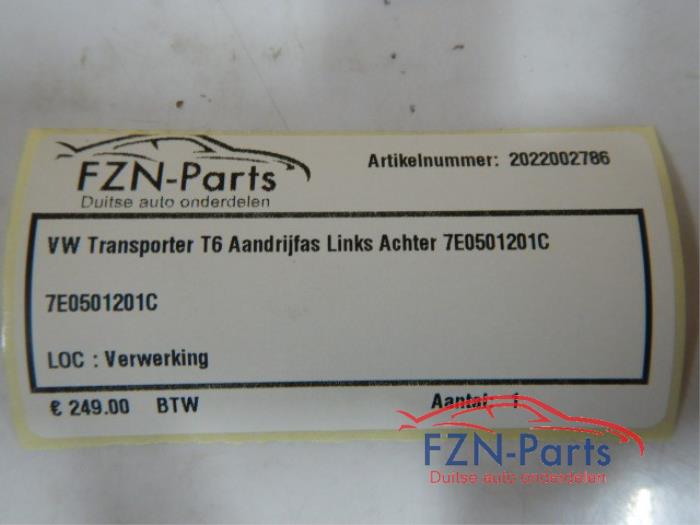 FZN-Parts
Duitse auto onderdelen
Artikelnummer: 2022002786
VW Transporter T6 Aandrijfas Links Achter 7E0501201C
7E0501201C
LOC : Verwerking
€ 249.00 BTW
Aantal: 1
FZN-Parts
Duitse auto onderdelen